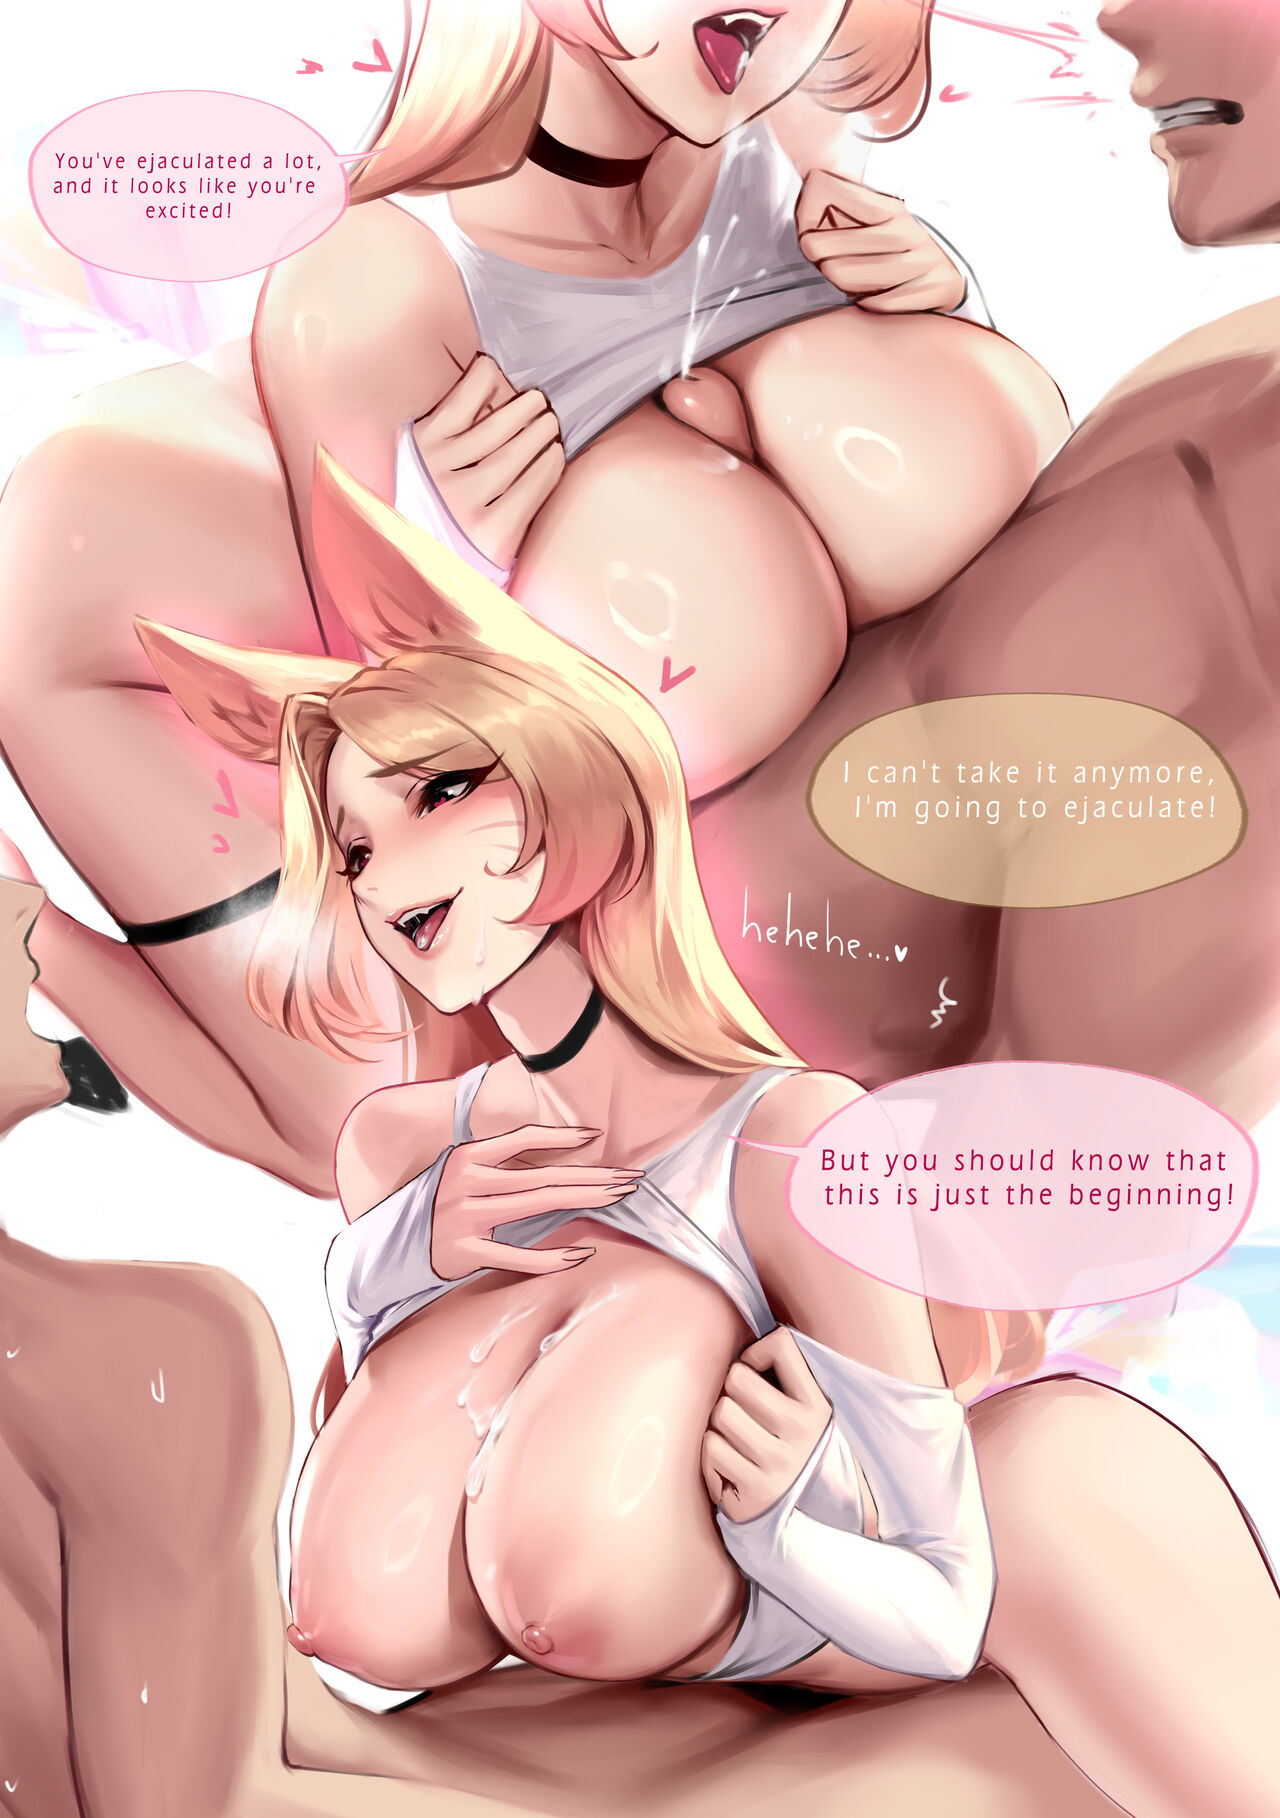 You've ejaculated a lot,
and it looks like you're
excited!
I can't take it anymore,
I'm going to ejaculate!
hehehe...♥
But you should know that
this is just the beginning!